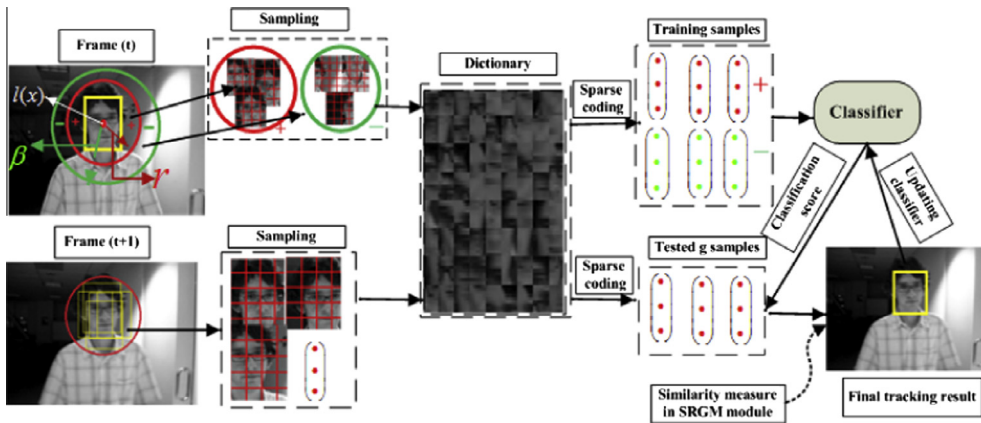 Frame (t)
Sampling
Training samples
Dictionary
l(x)
+
+
−
−
β
r
+
−
Sparse
coding
+
−
Classifier
Classification
score
Updating
classifier
Frame (t+1)
Sampling
Sparse
coding
Tested g samples
Similarity measure
in SRGM module
Final tracking result